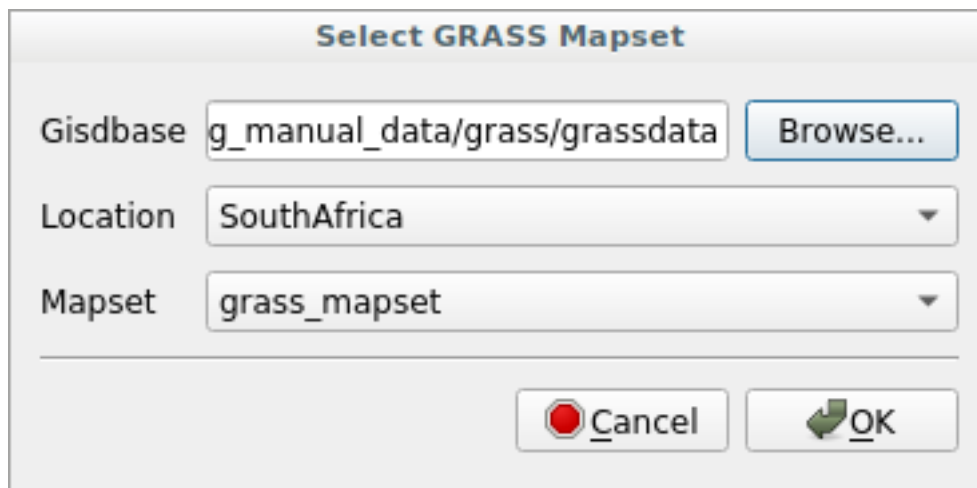 Select GRASS Mapset
Gisdbase g_manual_data/grass/grassdata Browse...
Location SouthAfrica
Mapset grass_mapset
Cancel OK